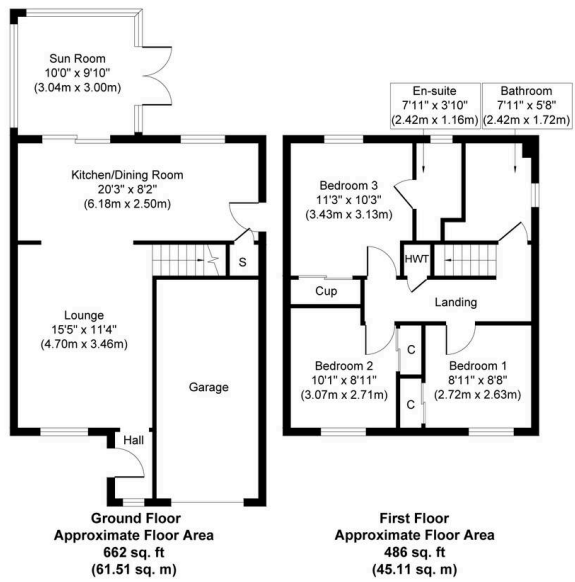 Sun Room
10'0" x 9'10"
(3.04m x 3.00m)
Kitchen/Dining Room
20'3" x 8'2"
(6.18m x 2.50m)
S
Lounge
15'5" x 11'4"
(4.70m x 3.46m)
Garage
Hall
Ground Floor
Approximate Floor Area
662 sq. ft
(61.51 sq. m)
En-suite
7'11" x 3'10"
(2.42m x 1.16m)
Bathroom
7'11" x 5'8"
(2.42m x 1.72m)
Bedroom 3
11'3" x 10'3"
(3.43m x 3.13m)
HWT
Cup
Landing
Bedroom 2
10'1" x 8'11"
(3.07m x 2.71m)
C
C
Bedroom 1
8'11" x 8'8"
(2.72m x 2.63m)
First Floor
Approximate Floor Area
486 sq. ft
(45.11 sq. m)